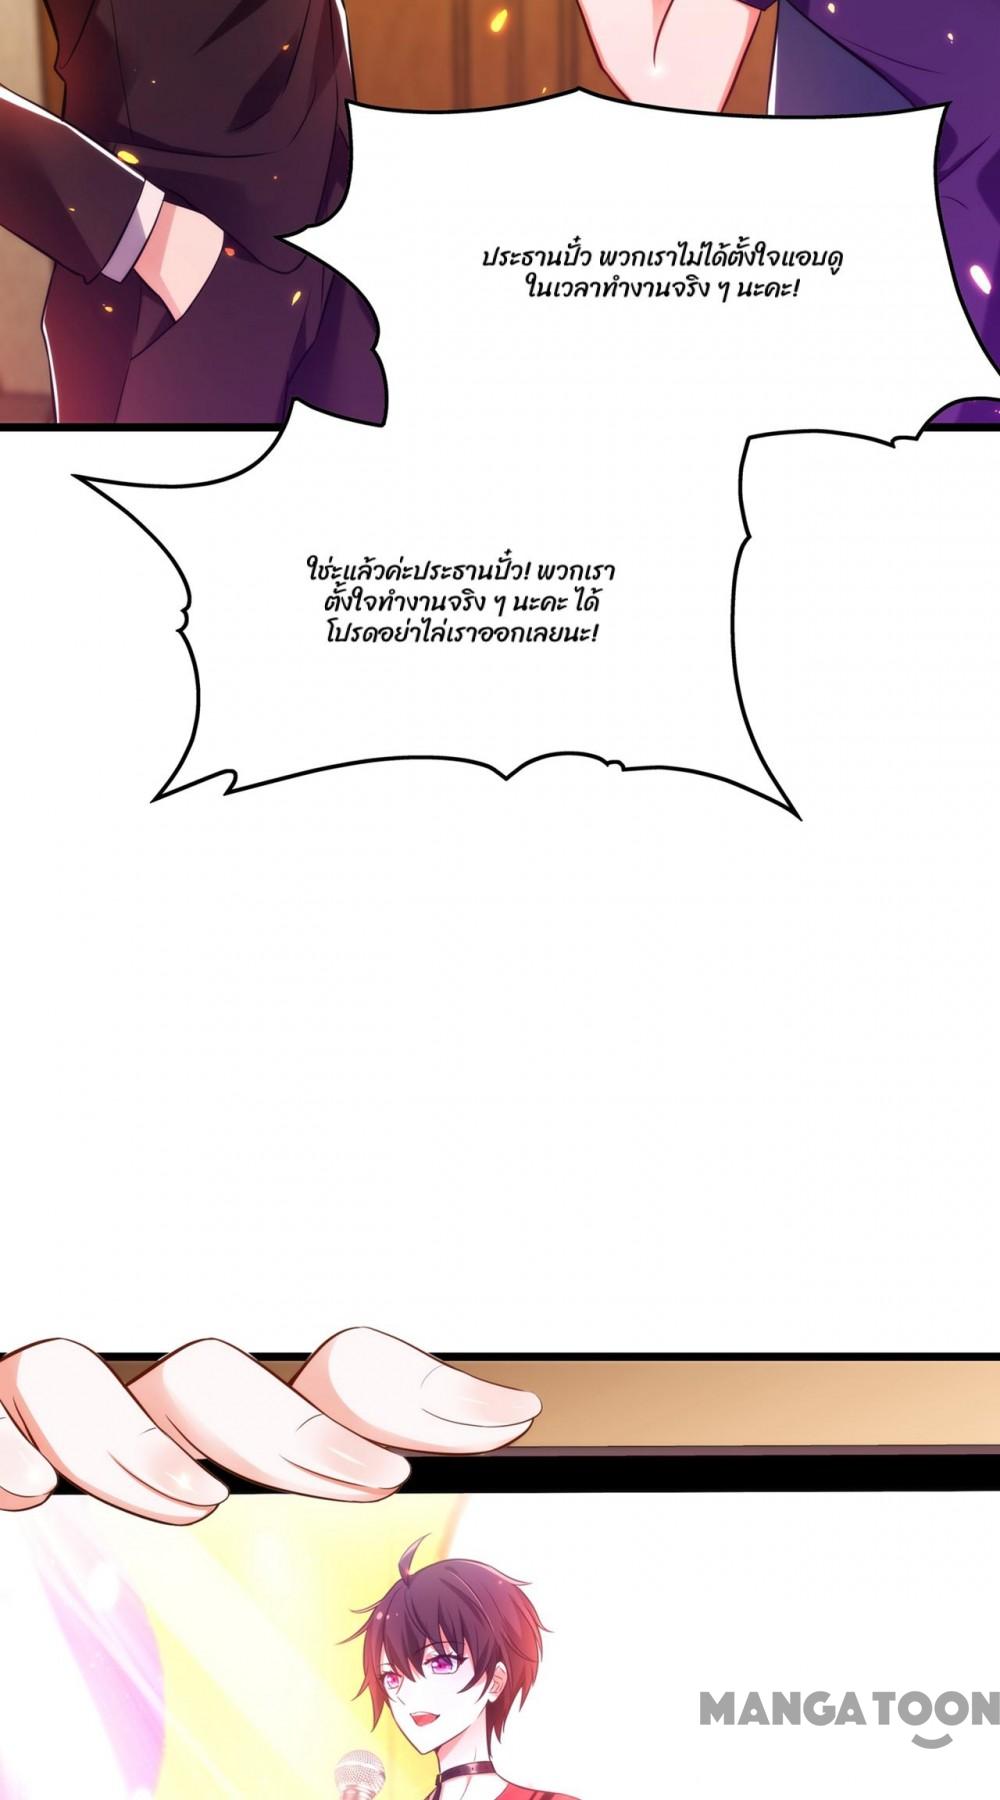 ประธานปั๋ว พวกเราไม่ได้ตั้งใจแอบดู
ในเวลาทำงานจริง ๆ นะคะ!
ใช่ะแล้วค่ะประธานปั๋ว! พวกเรา
ตั้งใจทำงานจริง ๆ นะคะ ได้
โปรดอย่าไล่เราออกเลยนะ!
MANGATOON